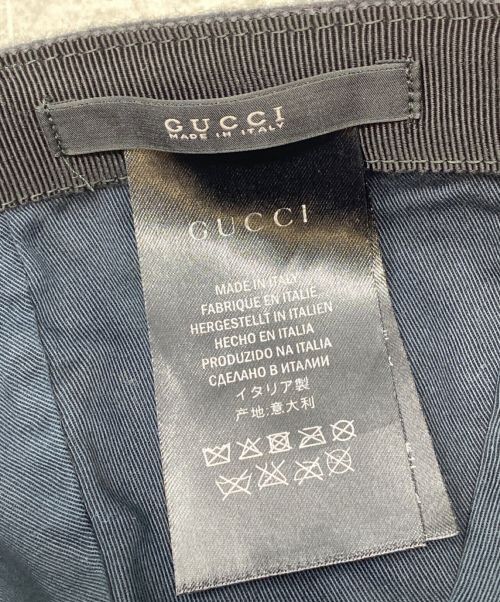 GUCCI
MADE IN ITALY
GUCCI
MADE IN ITALY
FABRIQUE EN ITALIE,
HERGESTELLT IN ITALIEN
HECHO EN ITALIA
PRODUZIDO NA ITALIA
СДЕЛАНО В ИТАЛИИ
イタリア製
产地:意大利